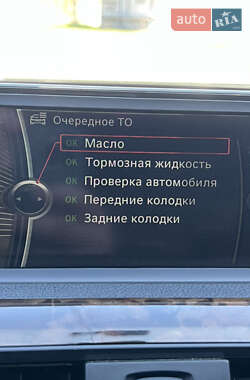 AUTO RIA
Очередное ТО
OK Масло
OK Тормозная жидкость
OK Проверка автомобиля
OK Передние колодки
OK Задние колодки